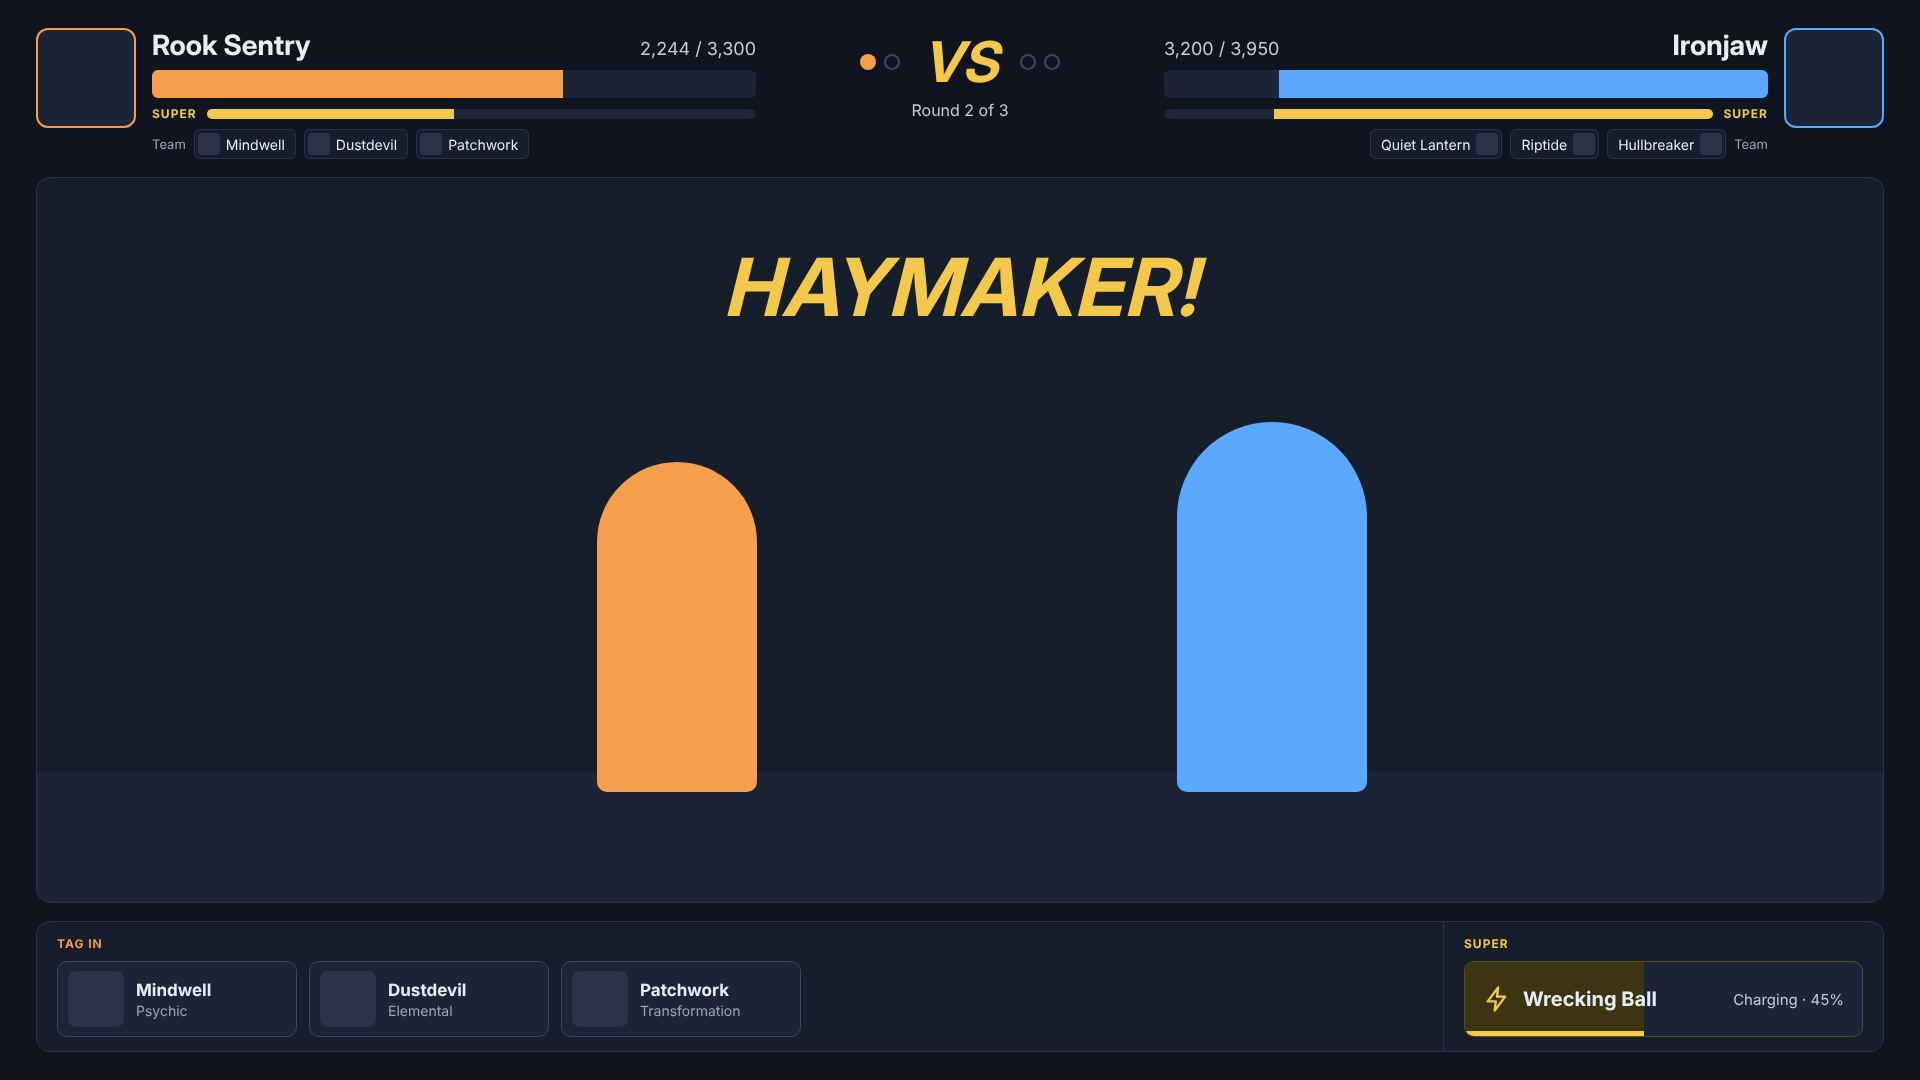 Rook Sentry
2,244 / 3,300
SUPER
Team
Mindwell
Dustdevil
Patchwork
VS
Round 2 of 3
3,200 / 3,950
Ironjaw
SUPER
Quiet Lantern
Riptide
Hullbreaker
Team
HAYMAKER!
TAG IN
Mindwell
Psychic
Dustdevil
Elemental
Patchwork
Transformation
SUPER
Wrecking Ball
Charging · 45%